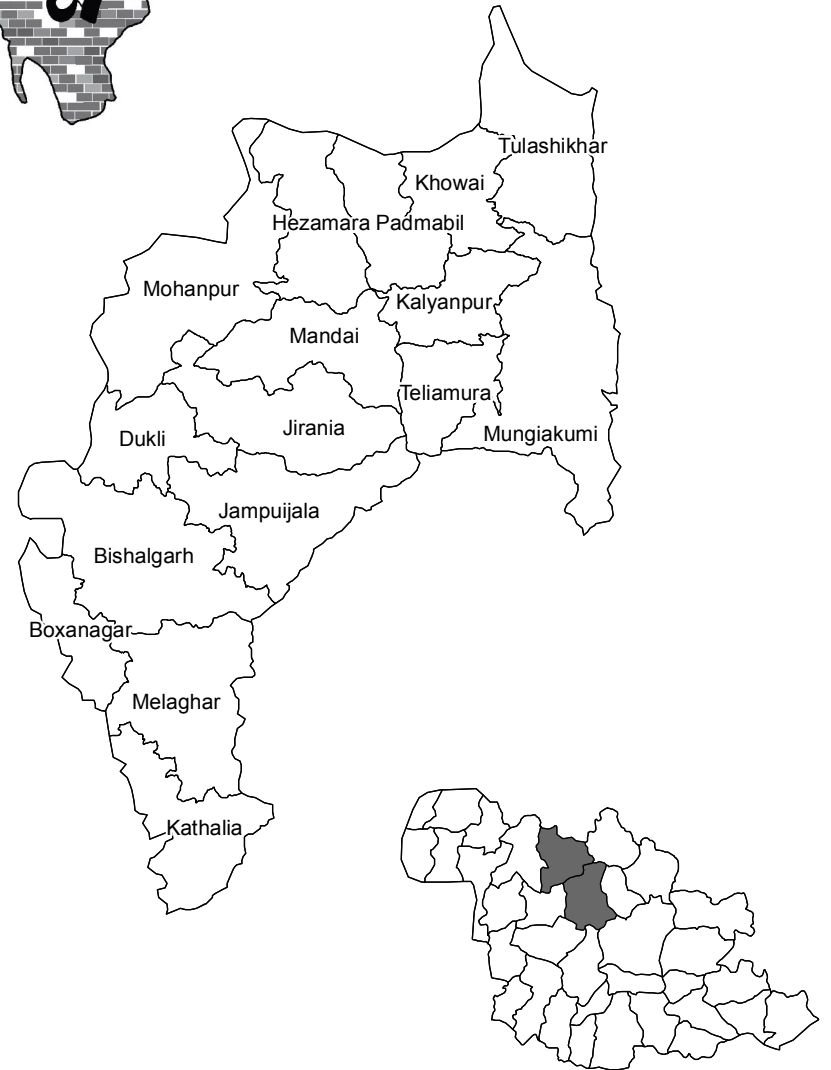 Tulashikhar
Khowai
Hezamara Padmabil
Mohanpur
Kalyanpur
Mandai
Teliamura
Jirania
Mungiakumi
Dukli
Jampuijala
Bishalgarh
Boxanagar
Melaghar
Kathalia